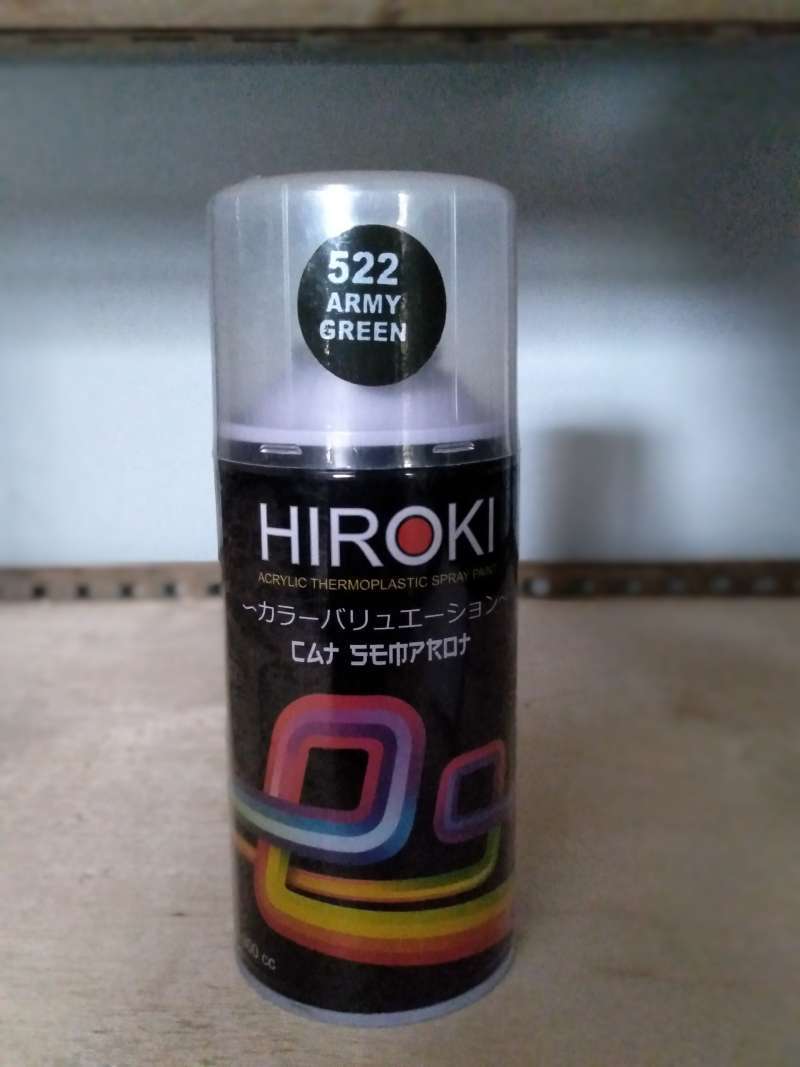 522
ARMY
GREEN
HIROKI
ACRYLIC THERMOPLASTIC SPRAY PAINT
~カラーバリュエーション~
CAT SEMPROT
cc